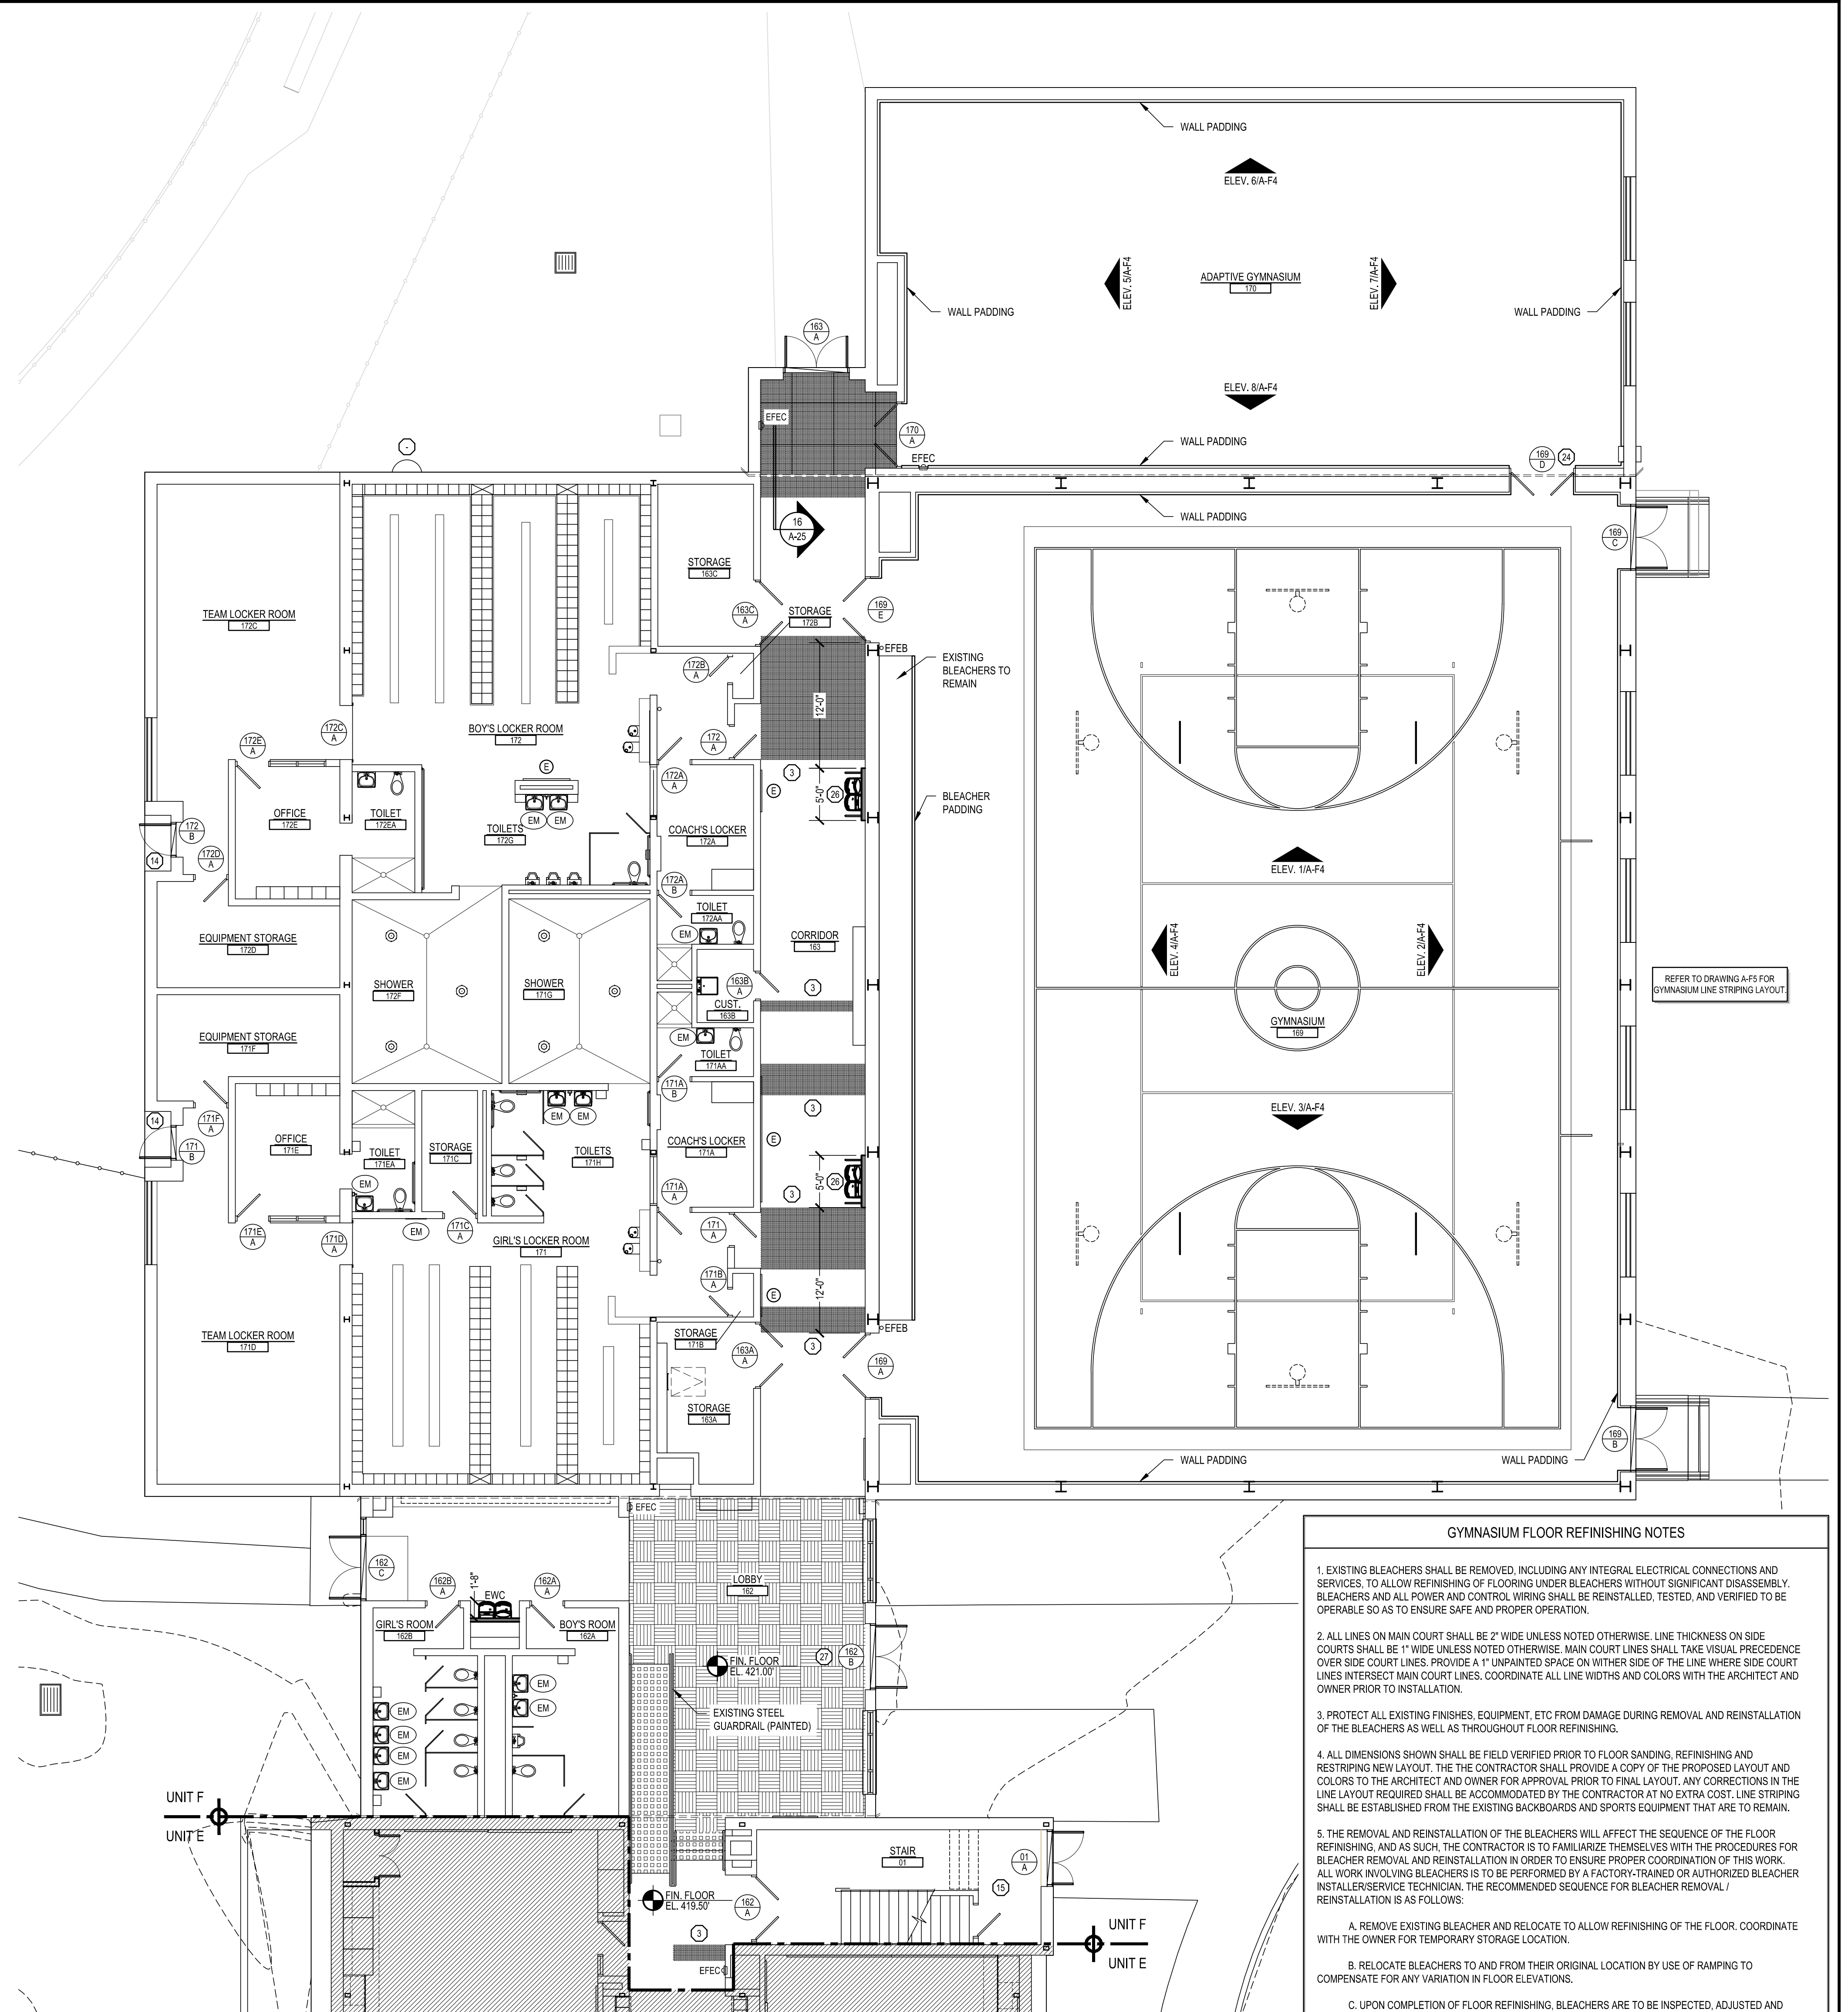 WALL PADDING
ELEV. 6/A-F4
ELEV. 5/A-F4
ADAPTIVE GYMNASIUM
170
ELEV. 7/A-F4
WALL PADDING
WALL PADDING
163
A
ELEV. 8/A-F4
EFEC
170
A
EFEC
WALL PADDING
169
D
24
-
WALL PADDING
16
A-25
169
C
STORAGE
163C
TEAM LOCKER ROOM
172C
163C
A
STORAGE
172B
169
E
EFEB
EXISTING
BLEACHERS TO
REMAIN
172B
A
12'-0"
172C
A
BOY'S LOCKER ROOM
172
172
A
172E
A
E
172A
A
3
E
5'-0"
26
BLEACHER
PADDING
OFFICE
172E
TOILET
172EA
EM
EM
TOILETS
172G
COACH'S LOCKER
172A
172
B
14
172D
A
ELEV. 1/A-F4
172A
B
TOILET
172AA
EM
EQUIPMENT STORAGE
172D
CORRIDOR
163
ELEV. 4/A-F4
ELEV. 2/A-F4
REFER TO DRAWING A-F5 FOR
GYMNASIUM LINE STRIPING LAYOUT.
SHOWER
172F
SHOWER
171G
163B
A
3
CUST.
163B
GYMNASIUM
169
EQUIPMENT STORAGE
171F
EM
TOILET
171AA
171A
B
14
171F
A
171
B
EM
EM
3
ELEV. 3/A-F4
OFFICE
171E
TOILET
171EA
STORAGE
171C
TOILETS
171H
COACH'S LOCKER
171A
E
EM
171A
A
3
5'-0"
26
171E
A
171D
A
EM
171C
A
GIRL'S LOCKER ROOM
171
171
A
171B
A
E
12'-0"
TEAM LOCKER ROOM
171D
STORAGE
171B
163A
A
3
EFEB
169
A
STORAGE
163A
169
B
WALL PADDING
WALL PADDING
EFEC
162
C
162B
A
1'-8"
EWC
162A
A
LOBBY
162
GIRL'S ROOM
162B
BOY'S ROOM
162A
27
162
B
FIN. FLOOR
EL. 421.00'
EM
EM
EM
EM
EM
EM
EXISTING STEEL
GUARDRAIL (PAINTED)
UNIT F
UNIT E
STAIR
01
01
A
15
FIN. FLOOR
EL. 419.50'
162
A
3
EFEC
UNIT F
UNIT E
GYMNASIUM FLOOR REFINISHING NOTES
1. EXISTING BLEACHERS SHALL BE REMOVED, INCLUDING ANY INTEGRAL ELECTRICAL CONNECTIONS AND
SERVICES, TO ALLOW REFINISHING OF FLOORING UNDER BLEACHERS WITHOUT SIGNIFICANT DISASSEMBLY.
BLEACHERS AND ALL POWER AND CONTROL WIRING SHALL BE REINSTALLED, TESTED, AND VERIFIED TO BE
OPERABLE SO AS TO ENSURE SAFE AND PROPER OPERATION.
2. ALL LINES ON MAIN COURT SHALL BE 2" WIDE UNLESS NOTED OTHERWISE. LINE THICKNESS ON SIDE
COURTS SHALL BE 1" WIDE UNLESS NOTED OTHERWISE. MAIN COURT LINES SHALL TAKE VISUAL PRECEDENCE
OVER SIDE COURT LINES. PROVIDE A 1" UNPAINTED SPACE ON WITHER SIDE OF THE LINE WHERE SIDE COURT
LINES INTERSECT MAIN COURT LINES. COORDINATE ALL LINE WIDTHS AND COLORS WITH THE ARCHITECT AND
OWNER PRIOR TO INSTALLATION.
3. PROTECT ALL EXISTING FINISHES, EQUIPMENT, ETC FROM DAMAGE DURING REMOVAL AND REINSTALLATION
OF THE BLEACHERS AS WELL AS THROUGHOUT FLOOR REFINISHING.
4. ALL DIMENSIONS SHOWN SHALL BE FIELD VERIFIED PRIOR TO FLOOR SANDING, REFINISHING AND
RESTRIPING NEW LAYOUT. THE THE CONTRACTOR SHALL PROVIDE A COPY OF THE PROPOSED LAYOUT AND
COLORS TO THE ARCHITECT AND OWNER FOR APPROVAL PRIOR TO FINAL LAYOUT. ANY CORRECTIONS IN THE
LINE LAYOUT REQUIRED SHALL BE ACCOMMODATED BY THE CONTRACTOR AT NO EXTRA COST. LINE STRIPING
SHALL BE ESTABLISHED FROM THE EXISTING BACKBOARDS AND SPORTS EQUIPMENT THAT ARE TO REMAIN.
5. THE REMOVAL AND REINSTALLATION OF THE BLEACHERS WILL AFFECT THE SEQUENCE OF THE FLOOR
REFINISHING, AND AS SUCH, THE CONTRACTOR IS TO FAMILIARIZE THEMSELVES WITH THE PROCEDURES FOR
BLEACHER REMOVAL AND REINSTALLATION IN ORDER TO ENSURE PROPER COORDINATION OF THIS WORK.
ALL WORK INVOLVING BLEACHERS IS TO BE PERFORMED BY A FACTORY-TRAINED OR AUTHORIZED BLEACHER
INSTALLER/SERVICE TECHNICIAN. THE RECOMMENDED SEQUENCE FOR BLEACHER REMOVAL /
REINSTALLATION IS AS FOLLOWS:
A. REMOVE EXISTING BLEACHER AND RELOCATE TO ALLOW REFINISHING OF THE FLOOR. COORDINATE
WITH THE OWNER FOR TEMPORARY STORAGE LOCATION.
B. RELOCATE BLEACHERS TO AND FROM THEIR ORIGINAL LOCATION BY USE OF RAMPING TO
COMPENSATE FOR ANY VARIATION IN FLOOR ELEVATIONS.
C. UPON COMPLETION OF FLOOR REFINISHING, BLEACHERS ARE TO BE INSPECTED, ADJUSTED AND